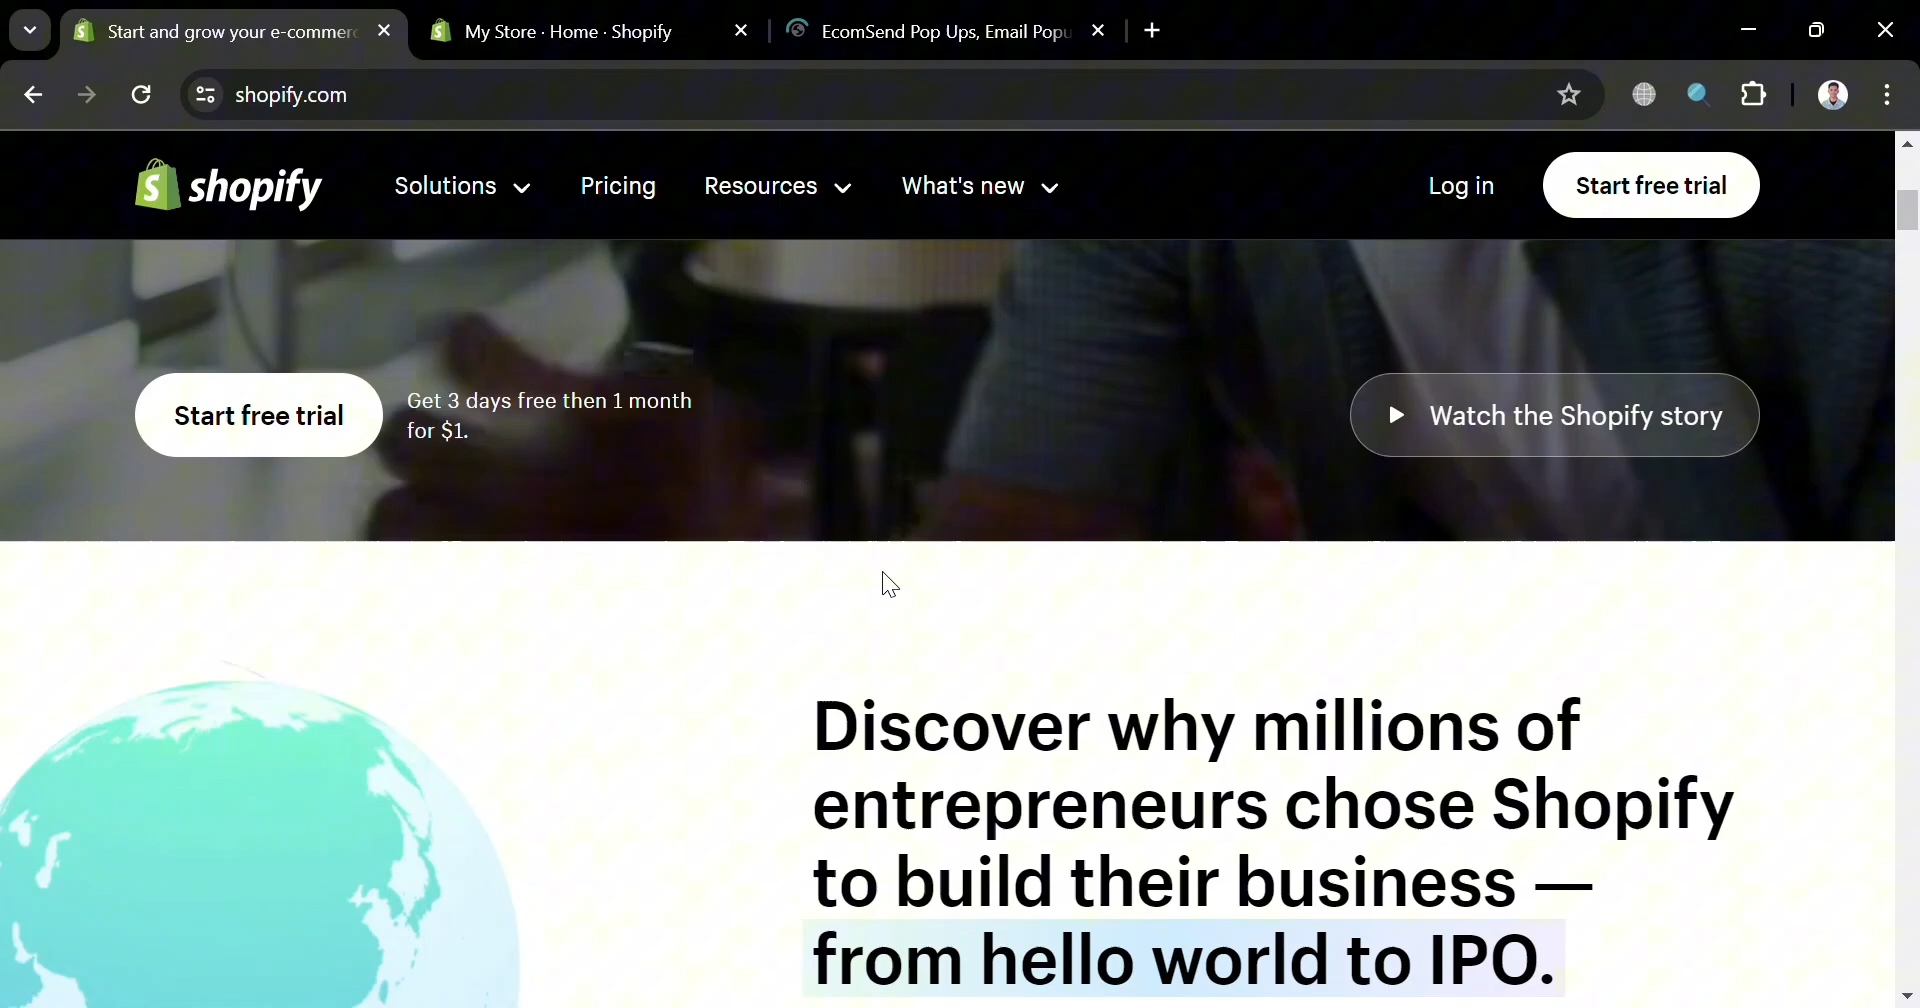 Start and grow your e-commerc
My Store · Home · Shopify
EcomSend Pop Ups, Email Popu
shopify.com
shopify
Solutions
Pricing
Resources
What's new
Log in
Start free trial
Start free trial
Get 3 days free then 1 month
for $1.
Watch the Shopify story
Discover why millions of
entrepreneurs chose Shopify
to build their business —
from hello world to IPO.